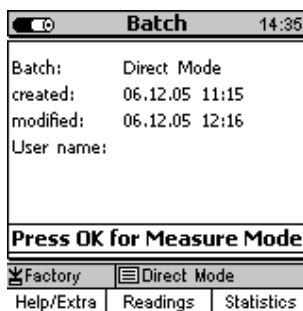 Batch 14:35
Batch: Direct Mode
created: 06.12.05 11:15
modified: 06.12.05 12:16
User name:
Press OK for Measure Mode
Factory Direct Mode
Help/Extra Readings Statistics